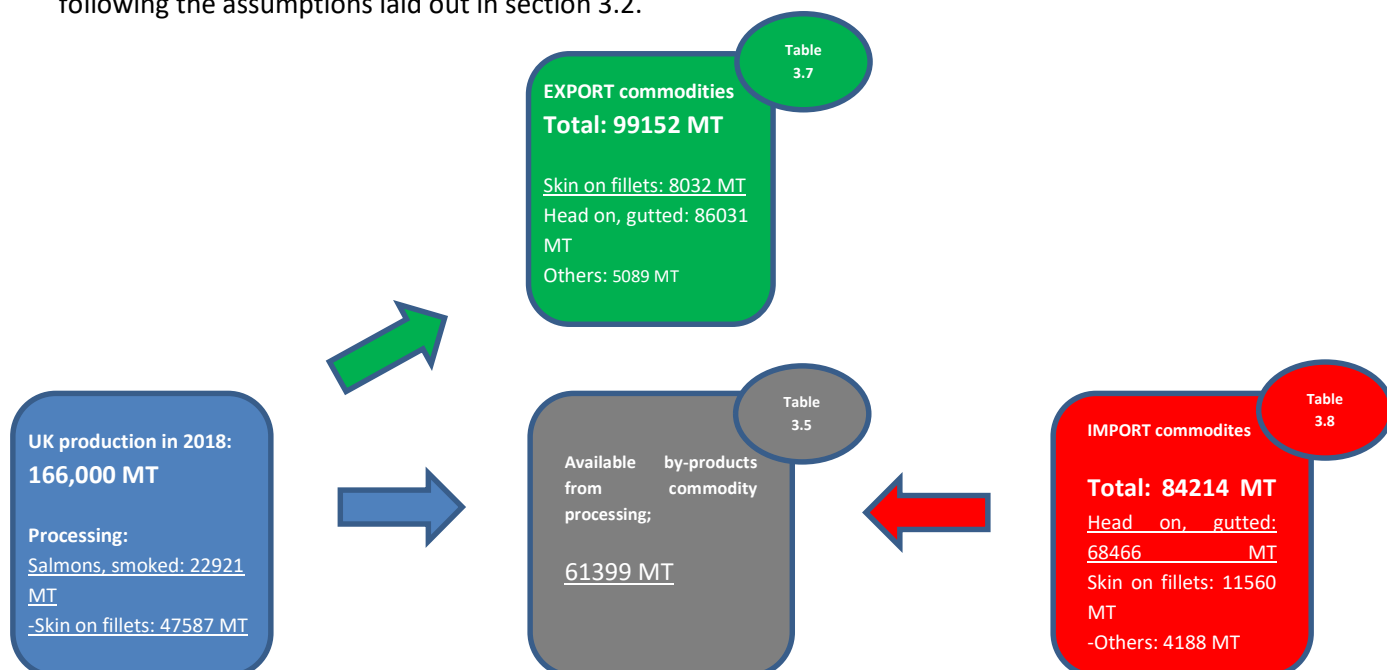 following the assumptions laid out in section 3.2.
Table
3.7
EXPORT commodities
Total: 99152 MT
Skin on fillets: 8032 MT
Head on, gutted: 86031
MT
Others: 5089 MT
UK production in 2018:
166,000 MT
Processing:
Salmons, smoked: 22921
MT
-Skin on fillets: 47587 MT
Table
3.5
Available by-products
from commodity
processing;
61399 MT
Table
3.8
IMPORT commodites
Total: 84214 MT
Head on, gutted:
68466 MT
Skin on fillets: 11560
MT
-Others: 4188 MT